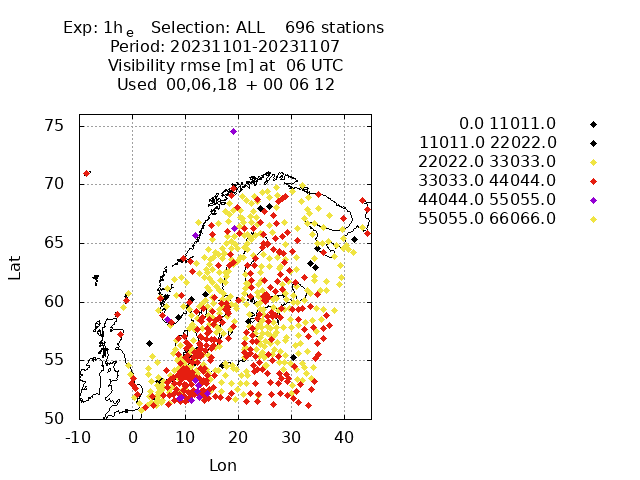 Exp: 1h e   Selection: ALL    696 stations
Period: 20231101-20231107
Visibility rmse [m] at  06 UTC
Used  00,06,18  + 00 06 12
0.0 11011.0
11011.0 22022.0
22022.0 33033.0
33033.0 44044.0
44044.0 55055.0
55055.0 66066.0
75
70
65
60
55
50
Lat
-10 0 10 20 30 40
Lon